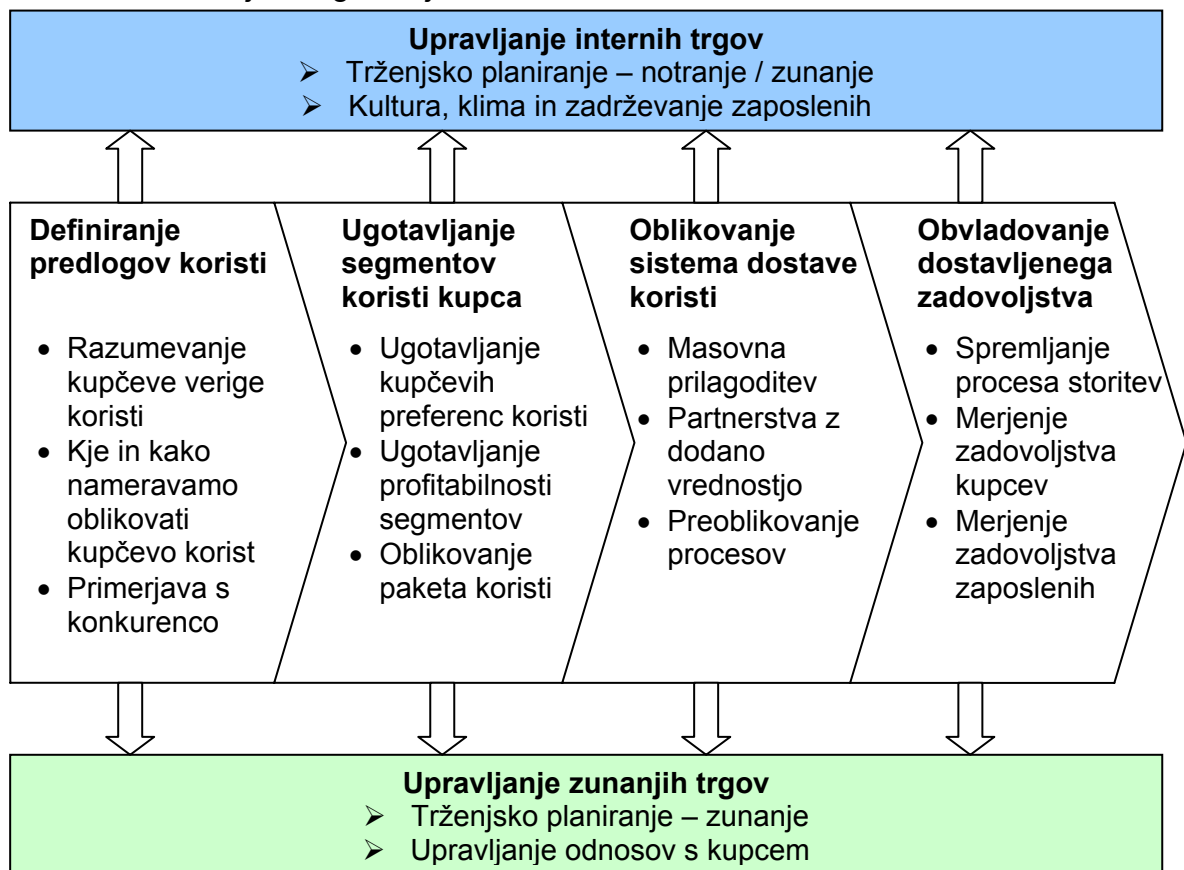 Upravljanje internih trgov
➢ Trženjsko planiranje – notranje / zunanje
➢ Kultura, klima in zadrževanje zaposlenih
Definiranje
predlogov koristi
• Razumevanje
kupčeve verige
koristi
• Kje in kako
nameravamo
oblikovati
kupčevo korist
• Primerjava s
konkurenco
Ugotavljanje
segmentov
koristi kupca
• Ugotavljanje
kupčevih
preferenc koristi
• Ugotavljanje
profitabilnosti
segmentov
• Oblikovanje
paketa koristi
Oblikovanje
sistema dostave
koristi
• Masovna
prilagoditev
• Partnerstva z
dodano
vrednostjo
• Preoblikovanje
procesov
Obvladovanje
dostavljenega
zadovoljstva
• Spremljanje
procesa storitev
• Merjenje
zadovoljstva
kupcev
• Merjenje
zadovoljstva
zaposlenih
Upravljanje zunanjih trgov
➢ Trženjsko planiranje – zunanje
➢ Upravljanje odnosov s kupcem